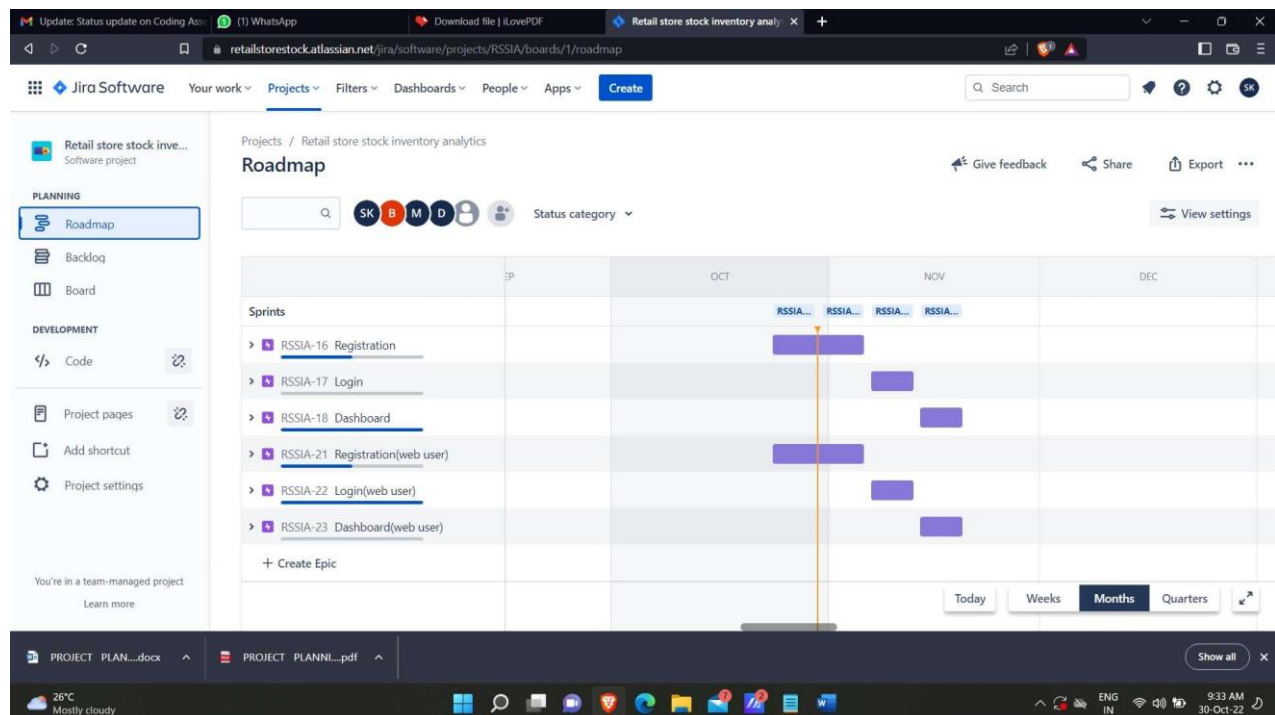 Update: Status update on Coding Ass
(1) WhatsApp
Download file | iLovePDF
Retail store stock inventory analy
retailstorestock.atlassian.net/jira/software/projects/RSSIA/boards/1/roadmap
Jira Software
Your work
Projects
Filters
Dashboards
People
Apps
Create
Search
SK
Retail store stock inve...
Software project
PLANNING
Roadmap
Backlog
Board
DEVELOPMENT
Code
Project pages
Add shortcut
Project settings
You're in a team-managed project
Learn more
Projects / Retail store stock inventory analytics
Roadmap
Give feedback
Share
Export
SK B M D
Status category
View settings
EP OCT NOV DEC
Sprints
RSSIA... RSSIA... RSSIA... RSSIA...
RSSIA-16 Registration
RSSIA-17 Login
RSSIA-18 Dashboard
RSSIA-21 Registration(web user)
RSSIA-22 Login(web user)
RSSIA-23 Dashboard(web user)
+ Create Epic
Today Weeks Months Quarters
PROJECT PLAN....docx
PROJECT PLANNI....pdf
Show all
26°C
Mostly cloudy
ENG
IN
9:33 AM
30-Oct-22